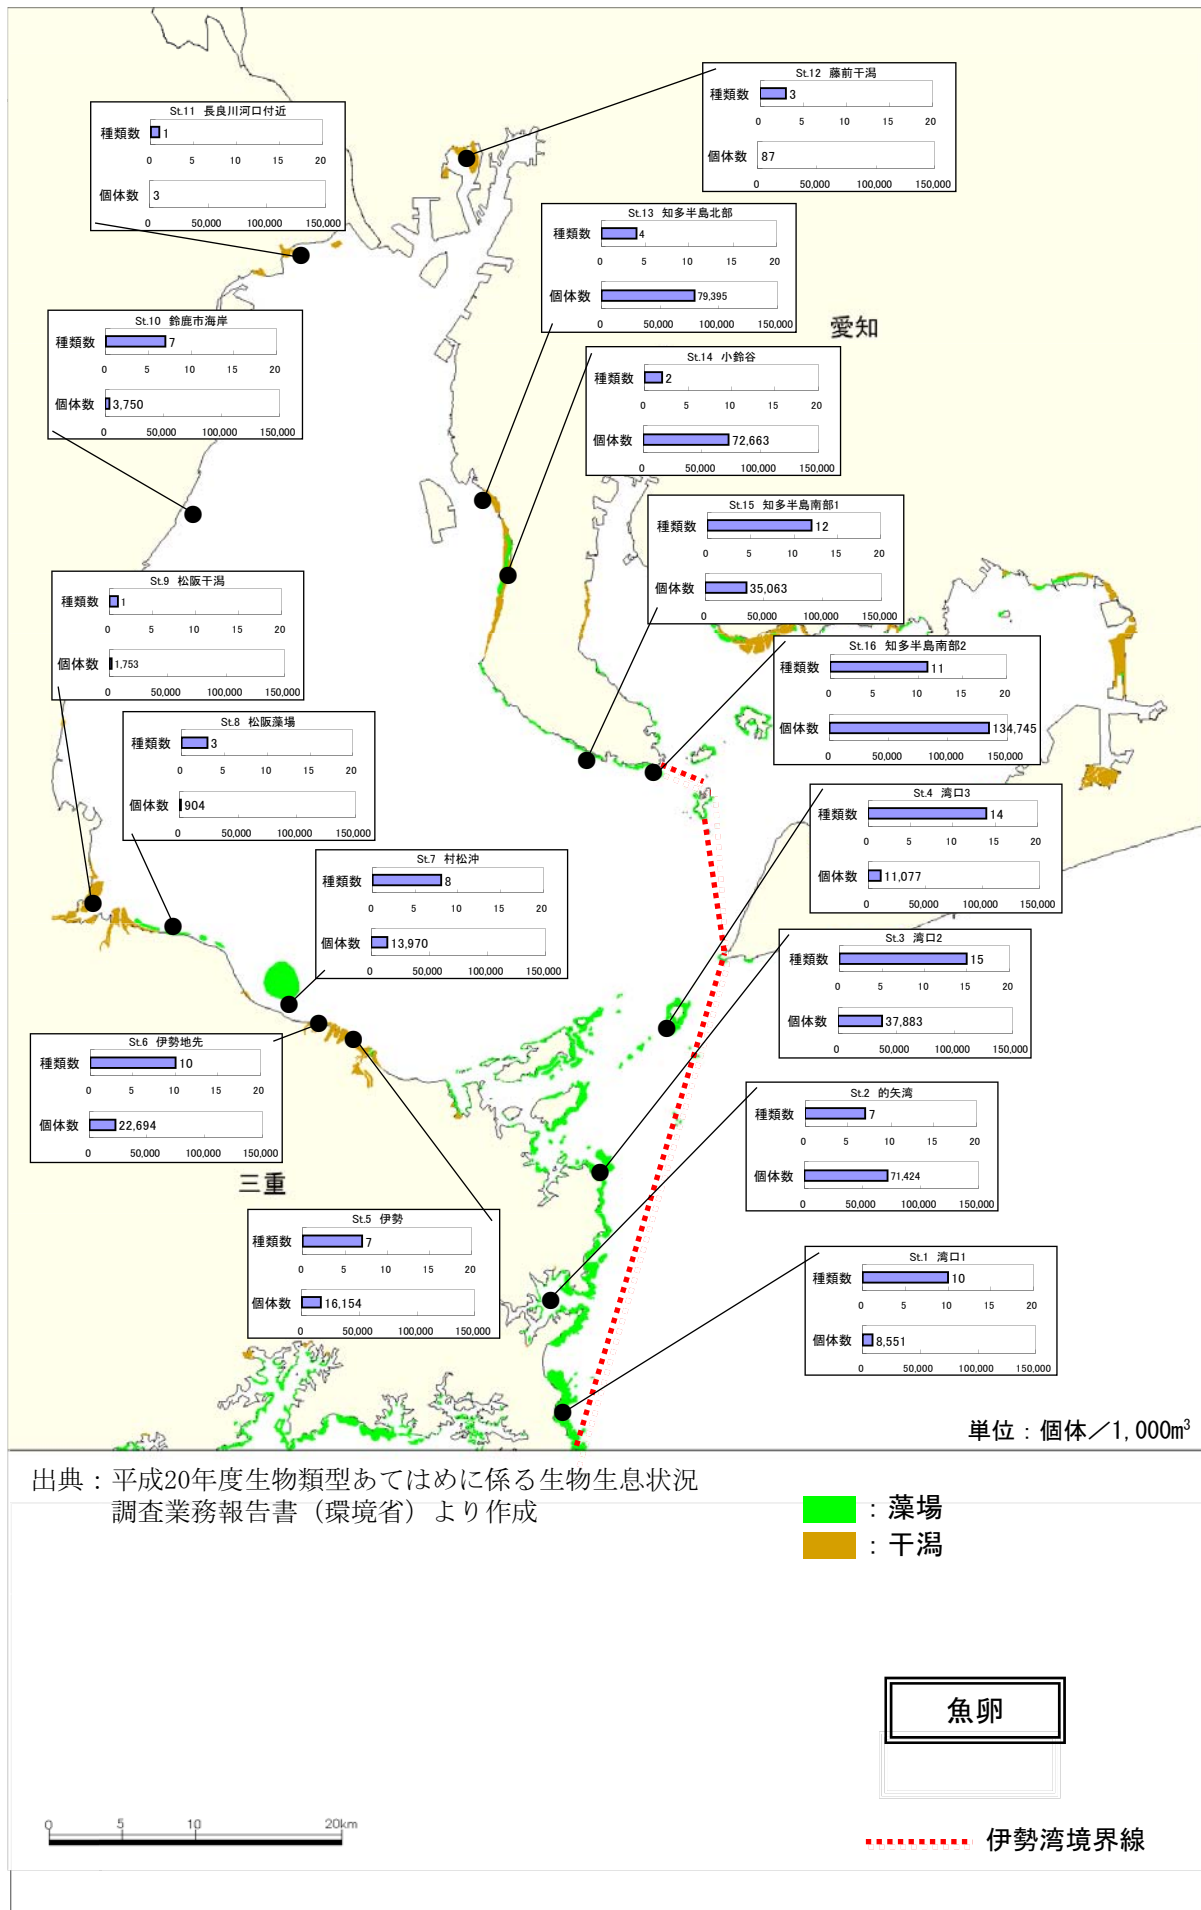 St.12 藤前干潟
種類数 3
0 5 10 15 20
個体数 87
0 50,000 100,000 150,000
St.11 長良川河口付近
種類数 1
0 5 10 15 20
個体数 3
0 50,000 100,000 150,000
St.13 知多半島北部
種類数 4
0 5 10 15 20
個体数 79,395
0 50,000 100,000 150,000
愛知
St.10 鈴鹿市海岸
種類数 7
0 5 10 15 20
個体数 3,750
0 50,000 100,000 150,000
St.14 小鈴谷
種類数 2
0 5 10 15 20
個体数 72,663
0 50,000 100,000 150,000
St.15 知多半島南部1
種類数 12
0 5 10 15 20
個体数 35,063
0 50,000 100,000 150,000
St.9 松阪干潟
種類数 1
0 5 10 15 20
個体数 1,753
0 50,000 100,000 150,000
St.16 知多半島南部2
種類数 11
0 5 10 15 20
個体数 134,745
0 50,000 100,000 150,000
St.8 松阪藻場
種類数 3
0 5 10 15 20
個体数 904
0 50,000 100,000 150,000
St.4 湾口3
種類数 14
0 5 10 15 20
個体数 11,077
0 50,000 100,000 150,000
St.7 村松沖
種類数 8
0 5 10 15 20
個体数 13,970
0 50,000 100,000 150,000
St.3 湾口2
種類数 15
0 5 10 15 20
個体数 37,883
0 50,000 100,000 150,000
St.6 伊勢地先
種類数 10
0 5 10 15 20
個体数 22,694
0 50,000 100,000 150,000
三重
St.2 的矢湾
種類数 7
0 5 10 15 20
個体数 71,424
0 50,000 100,000 150,000
St.5 伊勢
種類数 7
0 5 10 15 20
個体数 16,154
0 50,000 100,000 150,000
St.1 湾口1
種類数 10
0 5 10 15 20
個体数 8,551
0 50,000 100,000 150,000
単位：個体／1,000m³
出典：平成20年度生物類型あてはめに係る生物生息状況
調査業務報告書（環境省）より作成
：藻場
：干潟
魚卵
0 5 10 20km
伊勢湾境界線